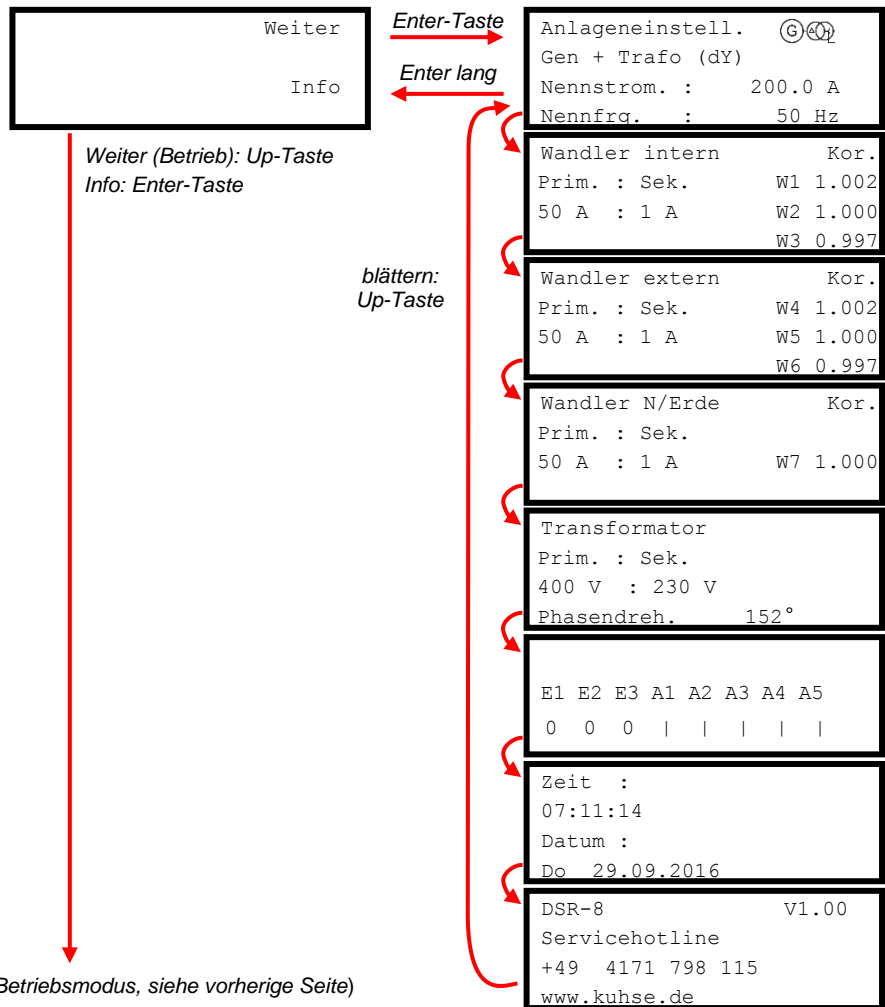 Weiter
Info
Enter-Taste
Enter lang
Weiter (Betrieb): Up-Taste
Info: Enter-Taste
blättern:
Up-Taste
Betriebsmodus, siehe vorherige Seite)
Anlageneinstell. G
Gen + Trafo (dY)
Nennstrom. : 200.0 A
Nennfrq. : 50 Hz
Wandler intern Kor.
Prim. : Sek. W1 1.002
50 A : 1 A W2 1.000
W3 0.997
Wandler extern Kor.
Prim. : Sek. W4 1.002
50 A : 1 A W5 1.000
W6 0.997
Wandler N/Erde Kor.
Prim. : Sek.
50 A : 1 A W7 1.000
Transformator
Prim. : Sek.
400 V : 230 V
Phasendreh. 152°
E1 E2 E3 A1 A2 A3 A4 A5
0 0 0 | | | | |
Zeit :
07:11:14
Datum :
Do 29.09.2016
DSR-8 V1.00
Servicehotline
+49 4171 798 115
www.kuhse.de